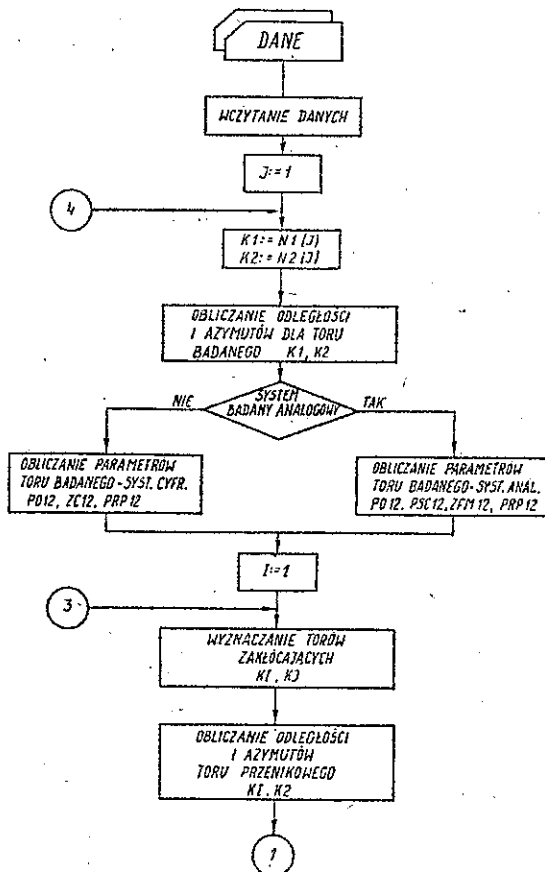 DANE
WCZYTANIE DANYCH
J:=1
4
K1:= N1(J)
K2:= N2(J)
OBLICZANIE ODLEGŁOŚCI
I AZYMUTÓW DLA TORU
BADANEGO K1, K2
SYSTEM
BADANY ANALOGOWY
NIE
TAK
OBLICZANIE PARAMETRÓW
TORU BADANEGO - SYST. CYFR.
PO12, ZC12, PRP12
OBLICZANIE PARAMETRÓW
TORU BADANEGO - SYST. ANAL.
PO12, PSC12, ZFM12, PRP12
I:=1
3
WYZNACZANIE TORÓW
ZAKŁÓCAJĄCYCH
KI, KJ
OBLICZANIE ODLEGŁOŚCI
I AZYMUTÓW
TORU PRZENIKOWEGO
KI, K2
1